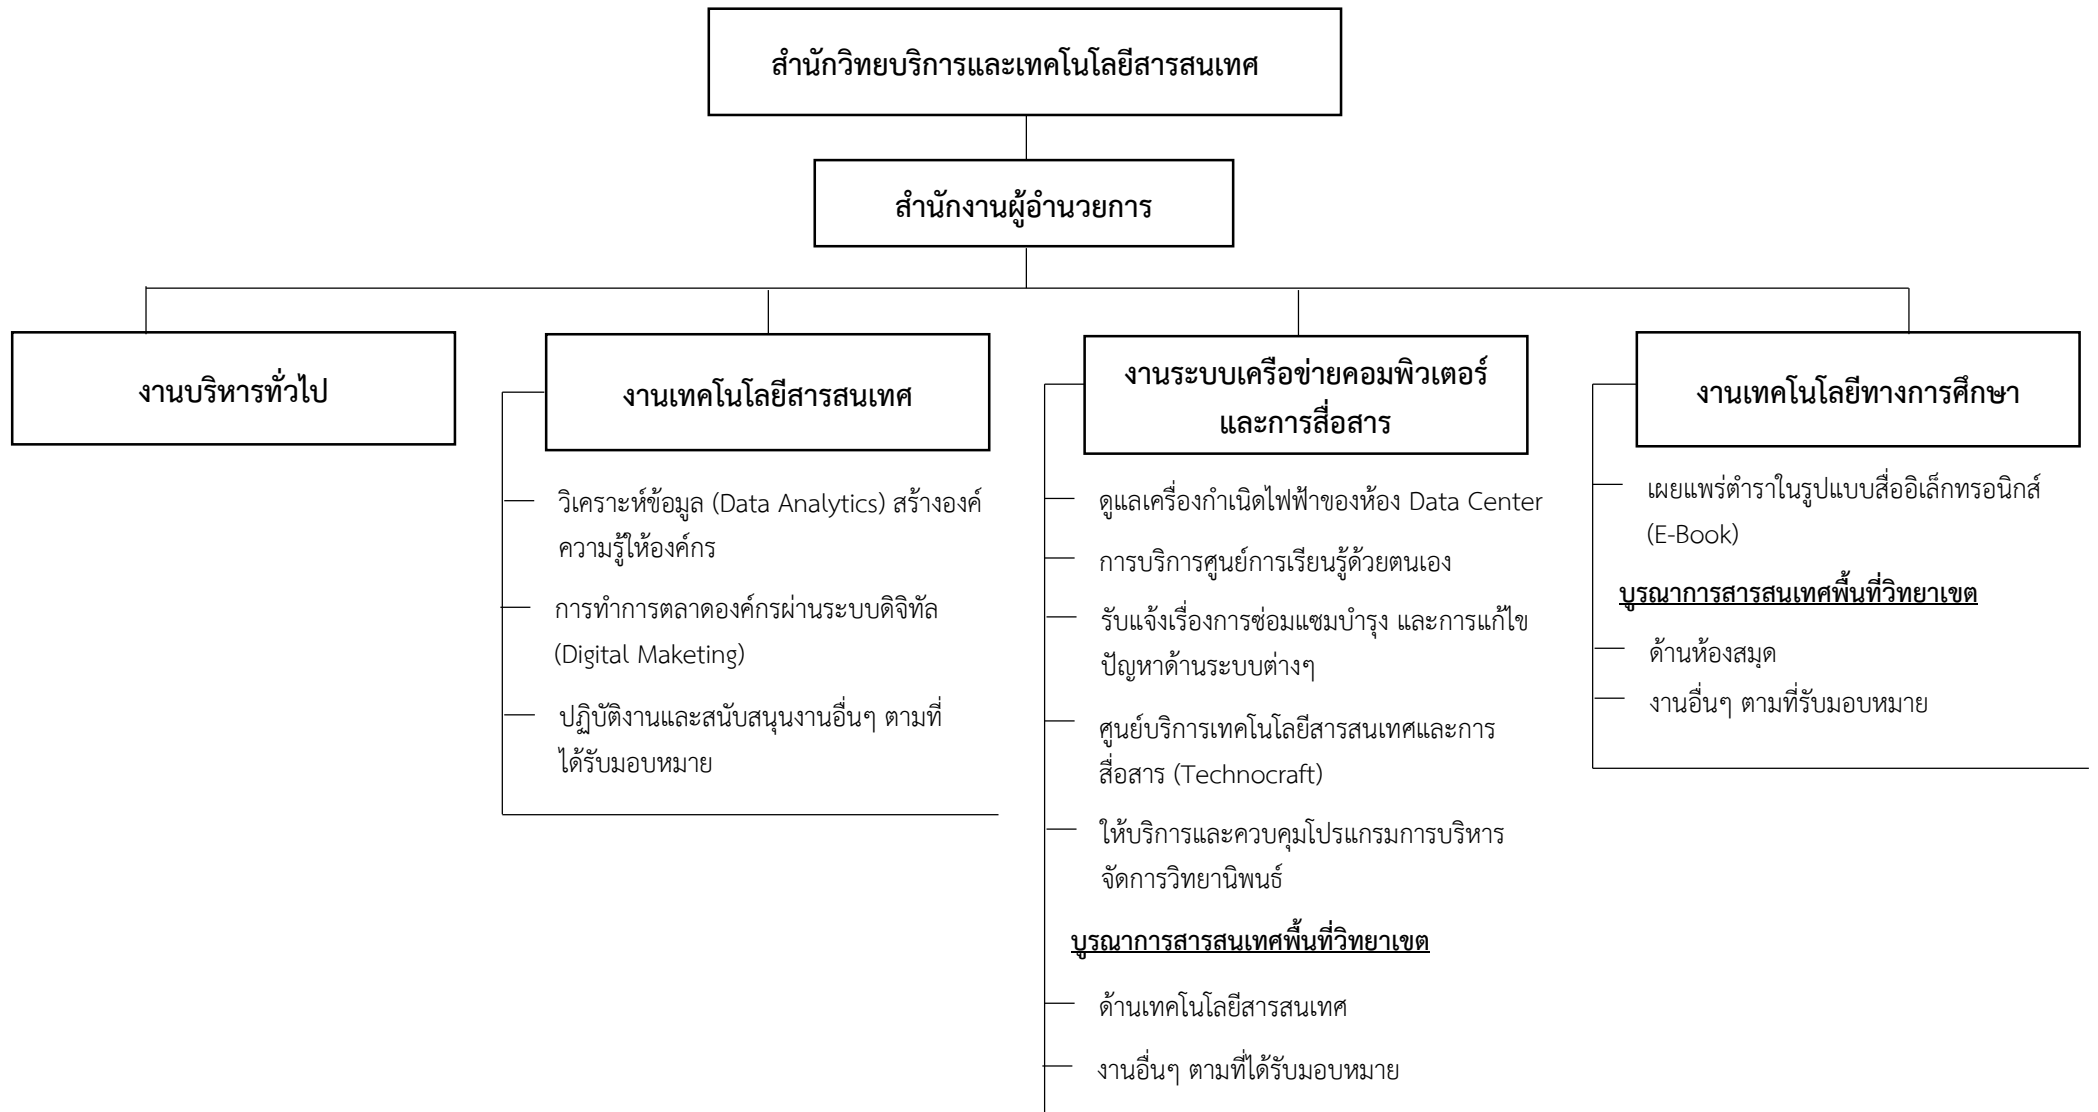 สำนักวิทยบริการและเทคโนโลยีสารสนเทศ
สำนักงานผู้อำนวยการ
งานบริหารทั่วไป
งานเทคโนโลยีสารสนเทศ
วิเคราะห์ข้อมูล (Data Analytics) สร้างองค์
ความรู้ให้องค์กร
การทำการตลาดองค์กรผ่านระบบดิจิทัล
(Digital Maketing)
ปฏิบัติงานและสนับสนุนงานอื่นๆ ตามที่
ได้รับมอบหมาย
งานระบบเครือข่ายคอมพิวเตอร์
และการสื่อสาร
ดูแลเครื่องกำเนิดไฟฟ้าของห้อง Data Center
การบริการศูนย์การเรียนรู้ด้วยตนเอง
รับแจ้งเรื่องการซ่อมแซมบำรุง และการแก้ไข
ปัญหาด้านระบบต่างๆ
ศูนย์บริการเทคโนโลยีสารสนเทศและการ
สื่อสาร (Technocraft)
ให้บริการและควบคุมโปรแกรมการบริหาร
จัดการวิทยานิพนธ์
บูรณาการสารสนเทศพื้นที่วิทยาเขต
ด้านเทคโนโลยีสารสนเทศ
งานอื่นๆ ตามที่ได้รับมอบหมาย
งานเทคโนโลยีทางการศึกษา
เผยแพร่ตำราในรูปแบบสื่ออิเล็กทรอนิกส์
(E-Book)
บูรณาการสารสนเทศพื้นที่วิทยาเขต
ด้านห้องสมุด
งานอื่นๆ ตามที่รับมอบหมาย